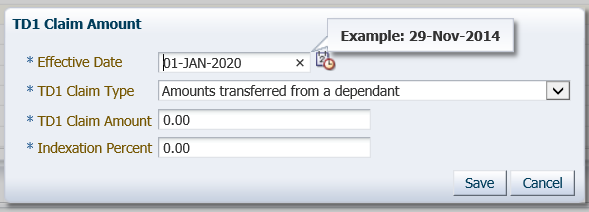 TD1 Claim Amount
Example: 29-Nov-2014
* Effective Date 01-JAN-2020 ×
* TD1 Claim Type Amounts transferred from a dependant
* TD1 Claim Amount 0.00
* Indexation Percent 0.00
Save Cancel